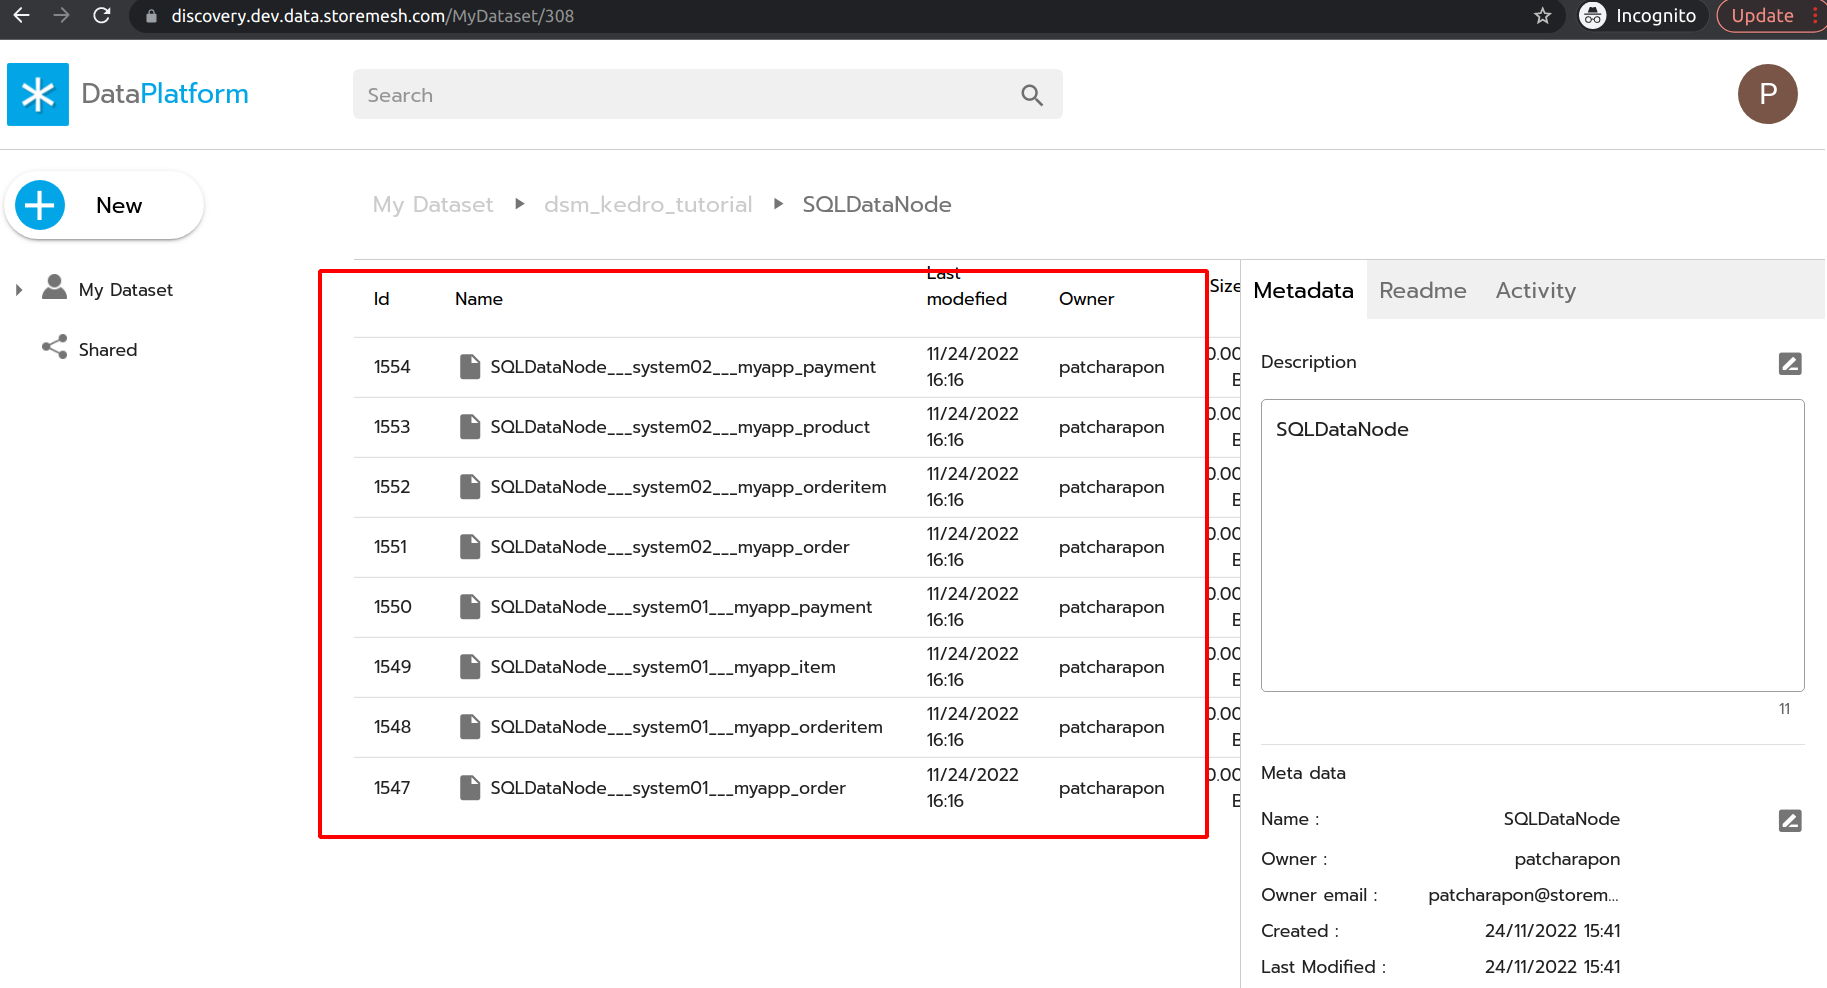 discovery.dev.data.storemesh.com/MyDataset/308
Incognito
Update
DataPlatform
Search
P
New
My Dataset
Shared
My Dataset
dsm_kedro_tutorial
SQLDataNode
Id
Name
Last
modefied
Owner
Size
1554
SQLDataNode___system02___myapp_payment
11/24/2022
16:16
patcharapon
0.00
1553
SQLDataNode___system02___myapp_product
11/24/2022
16:16
patcharapon
0.00
1552
SQLDataNode___system02___myapp_orderitem
11/24/2022
16:16
patcharapon
0.00
1551
SQLDataNode___system02___myapp_order
11/24/2022
16:16
patcharapon
0.00
1550
SQLDataNode___system01___myapp_payment
11/24/2022
16:16
patcharapon
0.00
1549
SQLDataNode___system01___myapp_item
11/24/2022
16:16
patcharapon
0.00
1548
SQLDataNode___system01___myapp_orderitem
11/24/2022
16:16
patcharapon
0.00
1547
SQLDataNode___system01___myapp_order
11/24/2022
16:16
patcharapon
0.00
Metadata
Readme
Activity
Description
SQLDataNode
11
Meta data
Name : SQLDataNode
Owner : patcharapon
Owner email : patcharapon@storem...
Created : 24/11/2022 15:41
Last Modified : 24/11/2022 15:41